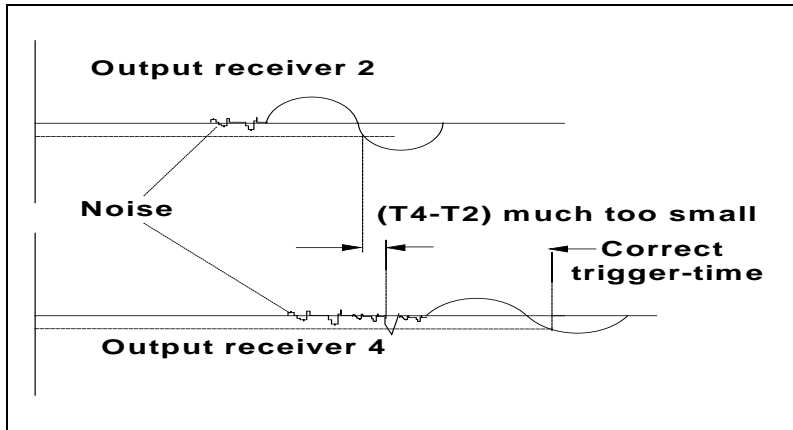 Output receiver 2
Noise
(T4-T2) much too small
Correct
trigger-time
Output receiver 4